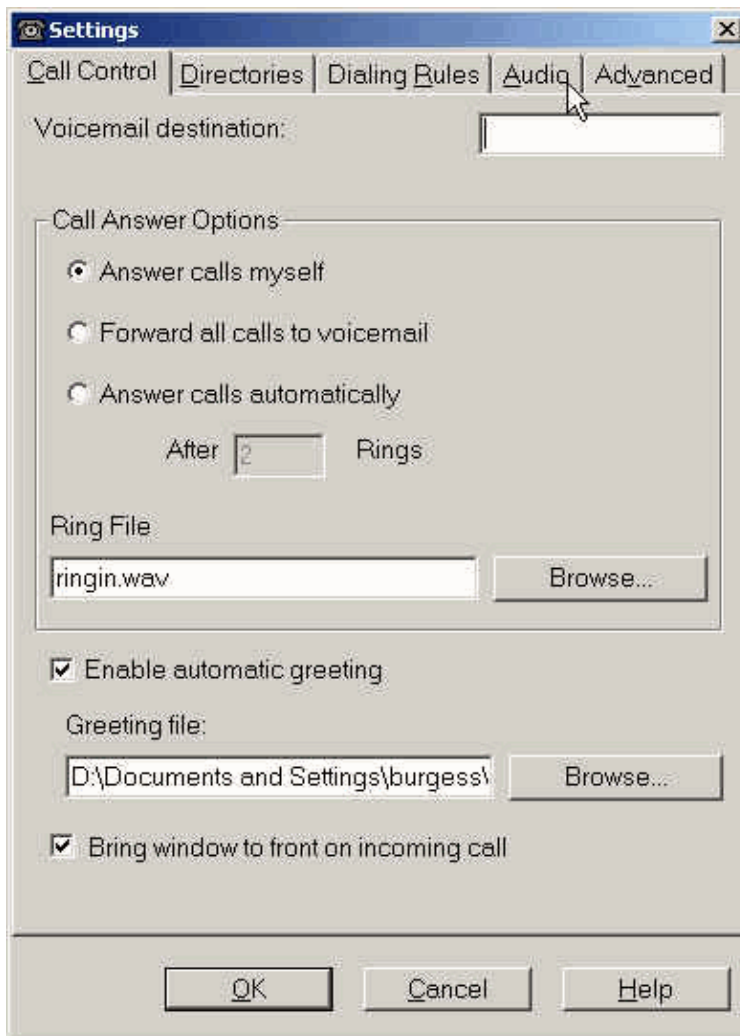 Settings
Call Control Directories Dialing Rules Audio Advanced
Voicemail destination:
Call Answer Options
Answer calls myself
Forward all calls to voicemail
Answer calls automatically
After 2 Rings
Ring File
ringin.wav Browse...
Enable automatic greeting
Greeting file:
D:\Documents and Settings\burgess\ Browse...
Bring window to front on incoming call
OK Cancel Help